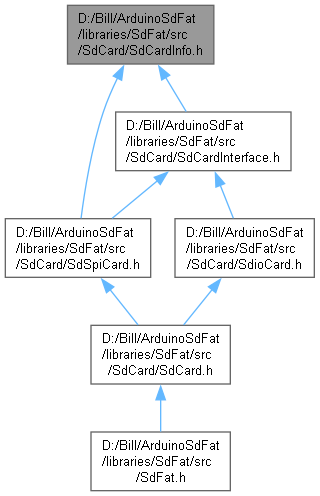 D:/Bill/ArduinoSdFat
/libraries/SdFat/src
/SdCard/SdCardInfo.h
D:/Bill/ArduinoSdFat
/libraries/SdFat/src
/SdCard/SdCardInterface.h
D:/Bill/ArduinoSdFat
/libraries/SdFat/src
/SdCard/SdSpiCard.h
D:/Bill/ArduinoSdFat
/libraries/SdFat/src
/SdCard/SdioCard.h
D:/Bill/ArduinoSdFat
/libraries/SdFat/src
/SdCard/SdCard.h
D:/Bill/ArduinoSdFat
/libraries/SdFat/src
/SdFat.h